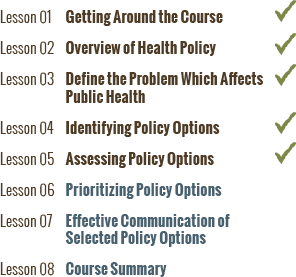 Lesson 01 Getting Around the Course
Lesson 02 Overview of Health Policy
Lesson 03 Define the Problem Which Affects
Public Health
Lesson 04 Identifying Policy Options
Lesson 05 Assessing Policy Options
Lesson 06 Prioritizing Policy Options
Lesson 07 Effective Communication of
Selected Policy Options
Lesson 08 Course Summary